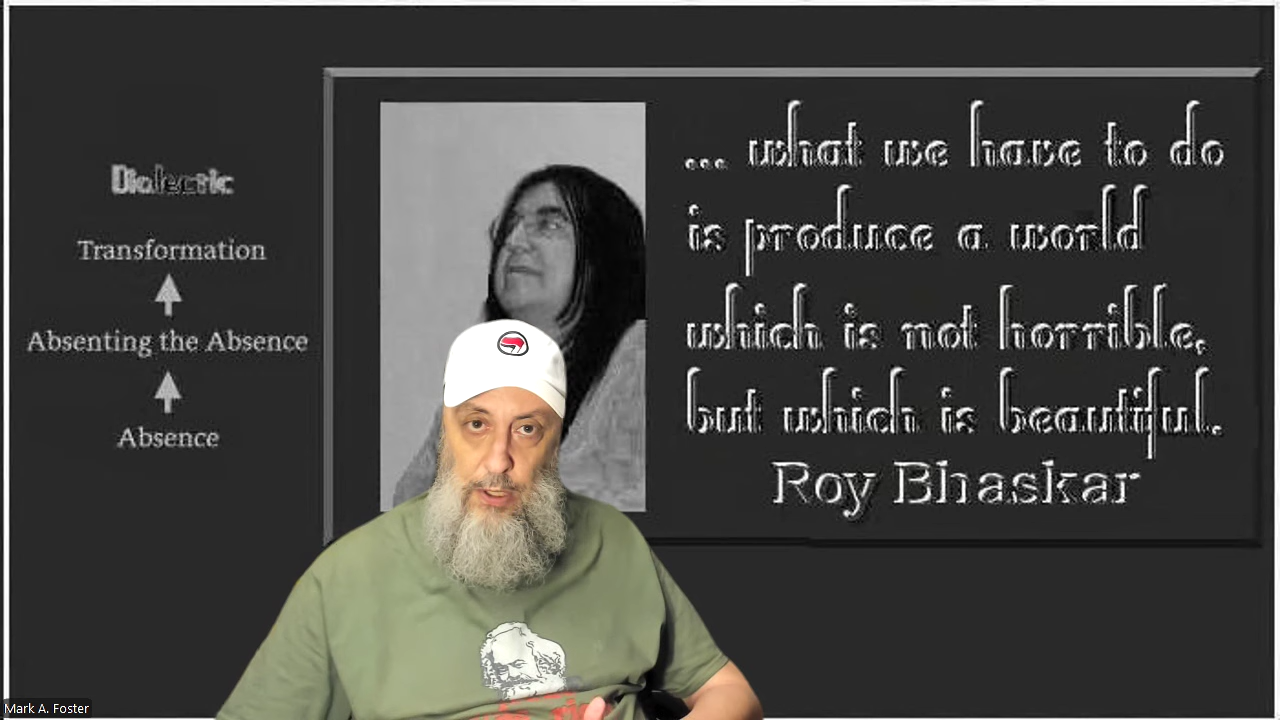 Dialectic
Transformation
Absenting the Absence
Absence
... what we have to do
is produce a world
which is not horrible,
but which is beautiful.
Roy Bhaskar
Mark A. Foster